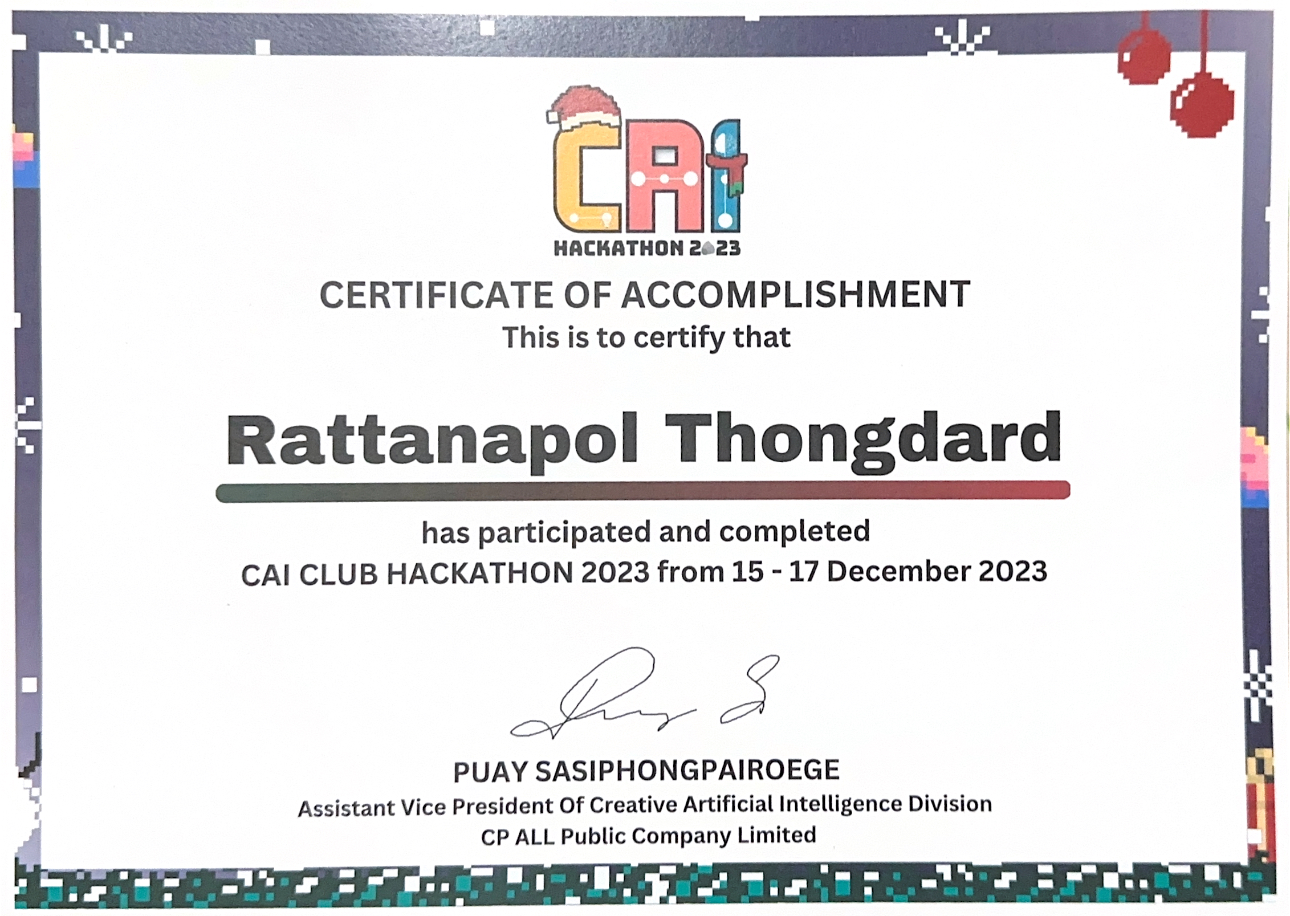 CAi
HACKATHON 2023
CERTIFICATE OF ACCOMPLISHMENT
This is to certify that
Rattanapol Thongdard
has participated and completed
CAI CLUB HACKATHON 2023 from 15 - 17 December 2023
PUAY SASIPHONGPAIROEGE
Assistant Vice President Of Creative Artificial Intelligence Division
CP ALL Public Company Limited